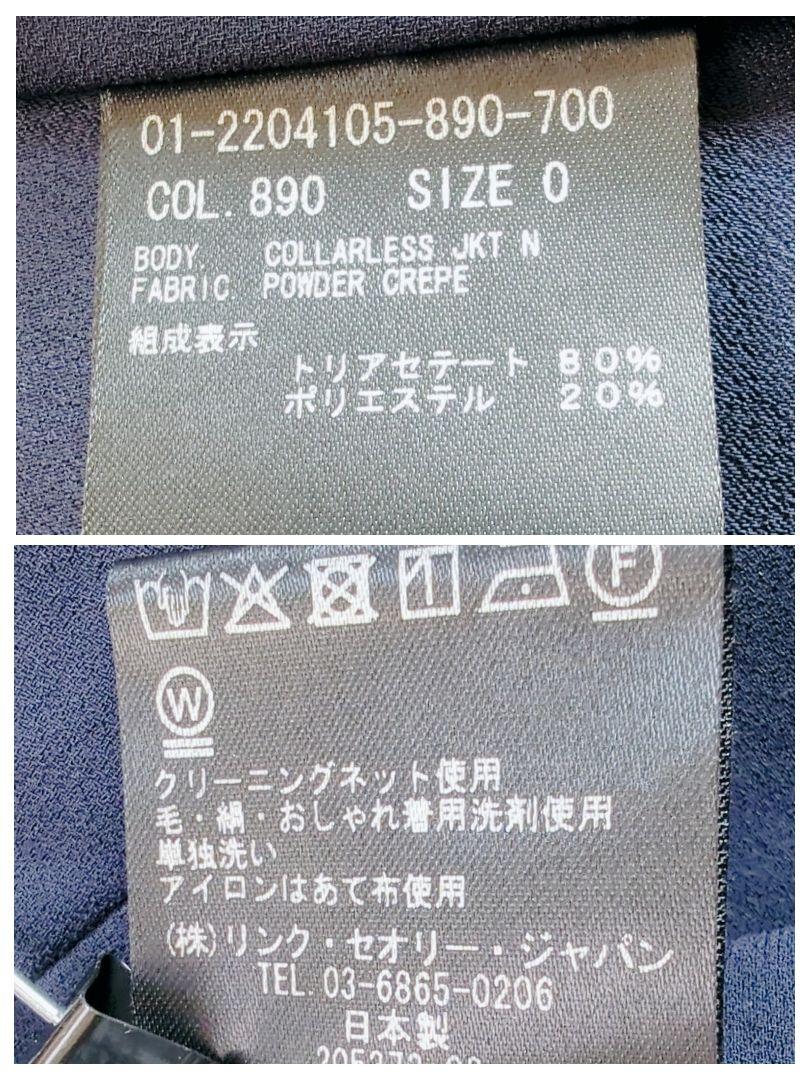 01-2204105-890-700
COL. 890 SIZE 0
BODY. COLLARLESS JKT N
FABRIC POWDER CREPE
組成表示
トリアセテート 80%
ポリエステル 20%
F
W
クリーニングネット使用
毛・絹・おしゃれ着用洗剤使用
単独洗い
アイロンはあて布使用
(株)リンク・セオリー・ジャパン
TEL. 03-6865-0206
日本製